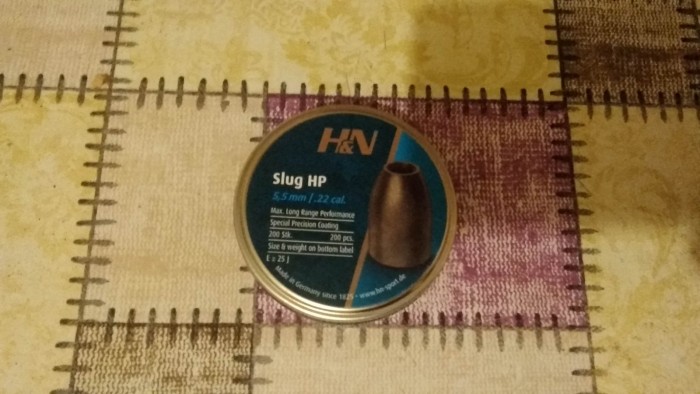 H&N
Slug HP
5,5 mm / .22 cal.
Max. Long Range Performance
Special Precision Coating
200 Stk. 200 pcs.
Size & weight on bottom label
E ≥ 25 J
Made in Germany since 1825 • www.hn-sport.de